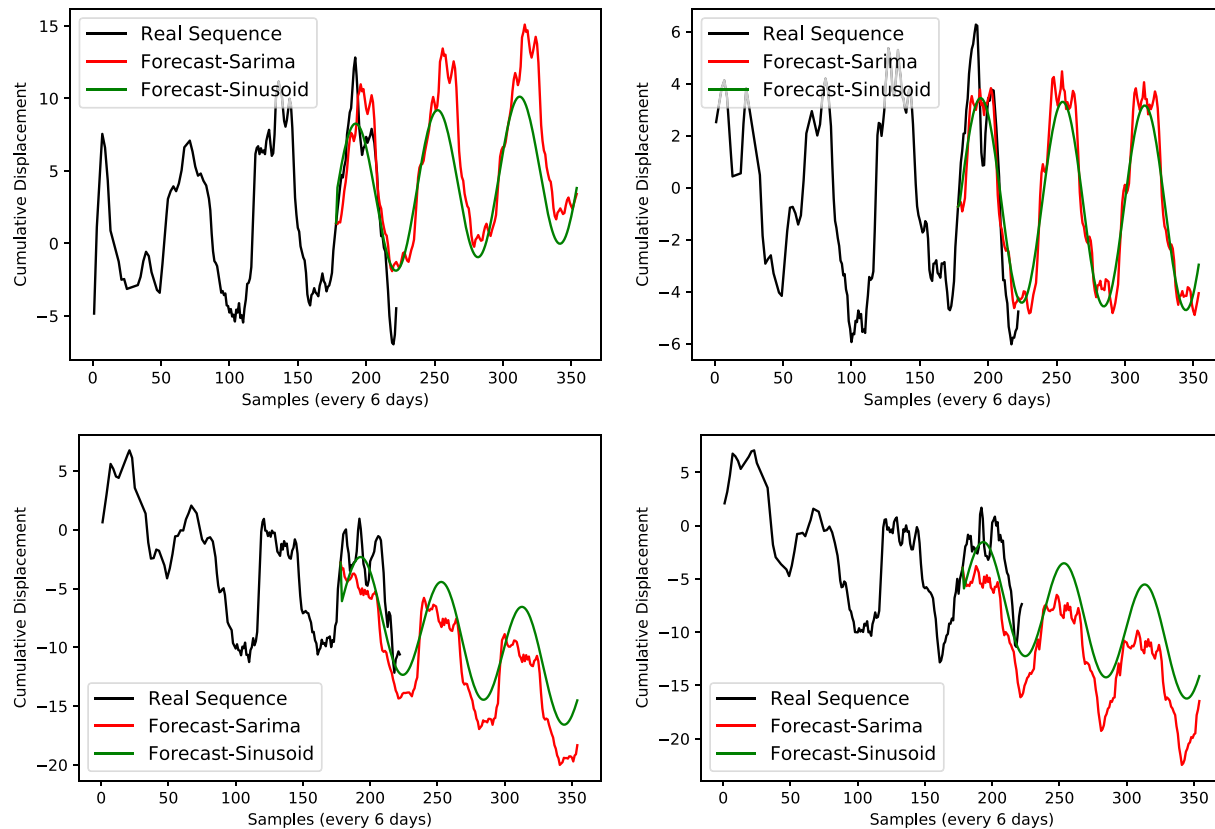 15
10
5
0
−5
Cumulative Displacement
Real Sequence
Forecast-Sarima
Forecast-Sinusoid
0 50 100 150 200 250 300 350
Samples (every 6 days)
6
4
2
0
−2
−4
−6
Cumulative Displacement
Real Sequence
Forecast-Sarima
Forecast-Sinusoid
0 50 100 150 200 250 300 350
Samples (every 6 days)
5
0
−5
−10
−15
−20
Cumulative Displacement
Real Sequence
Forecast-Sarima
Forecast-Sinusoid
0 50 100 150 200 250 300 350
Samples (every 6 days)
5
0
−5
−10
−15
−20
Cumulative Displacement
Real Sequence
Forecast-Sarima
Forecast-Sinusoid
0 50 100 150 200 250 300 350
Samples (every 6 days)